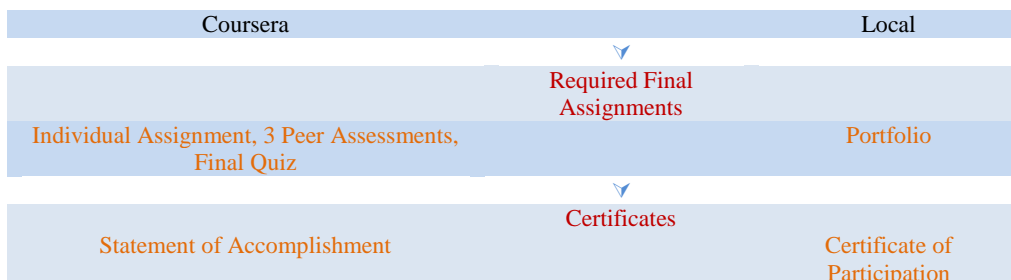 Coursera Local
Required Final
Assignments
Individual Assignment, 3 Peer Assessments, Portfolio
Final Quiz
Certificates
Statement of Accomplishment Certificate of
Participation